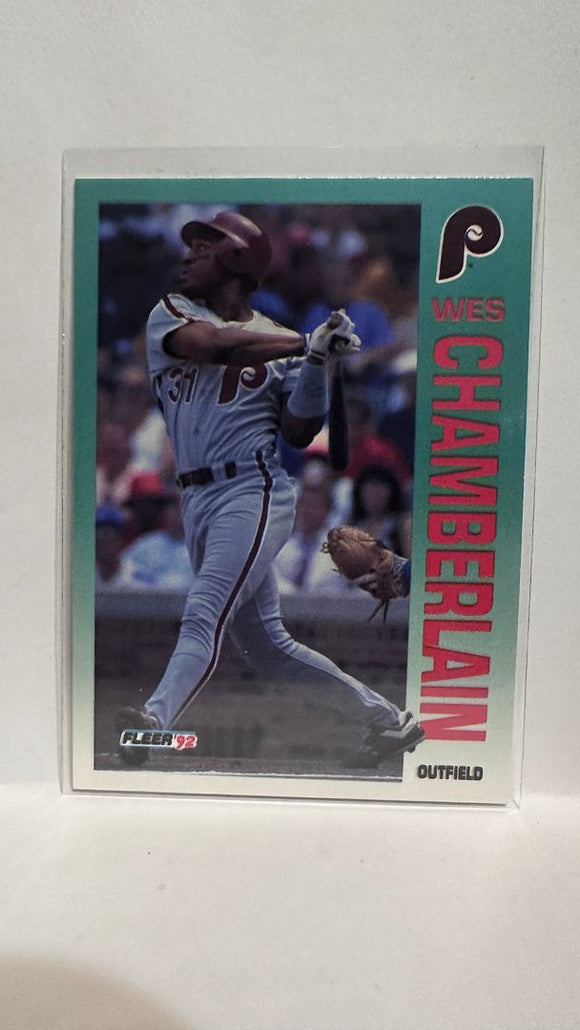 P
WES
CHAMBERLAIN
31
P
FLEER '92
OUTFIELD